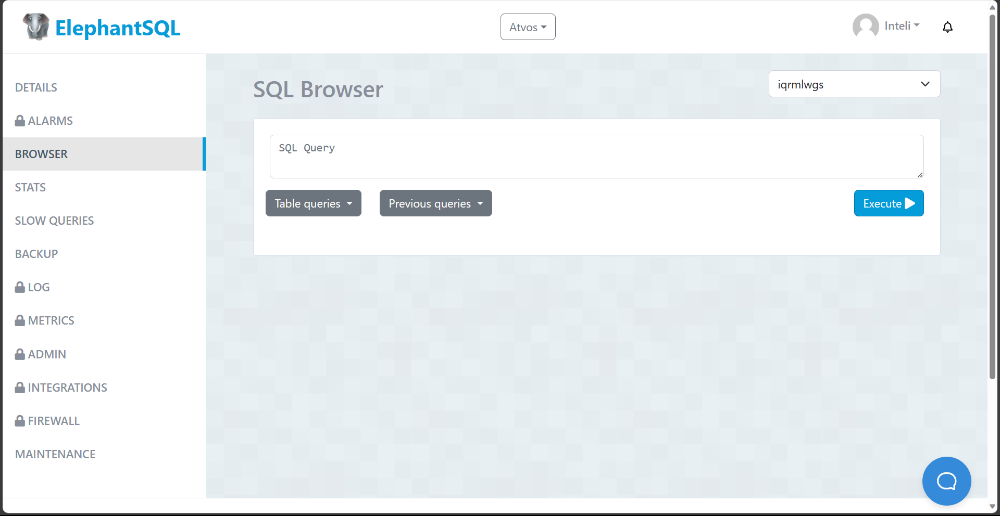 ElephantSQL
Atvos
Inteli
DETAILS
ALARMS
BROWSER
STATS
SLOW QUERIES
BACKUP
LOG
METRICS
ADMIN
INTEGRATIONS
FIREWALL
MAINTENANCE
SQL Browser
iqrmlwgs
SQL Query
Table queries
Previous queries
Execute